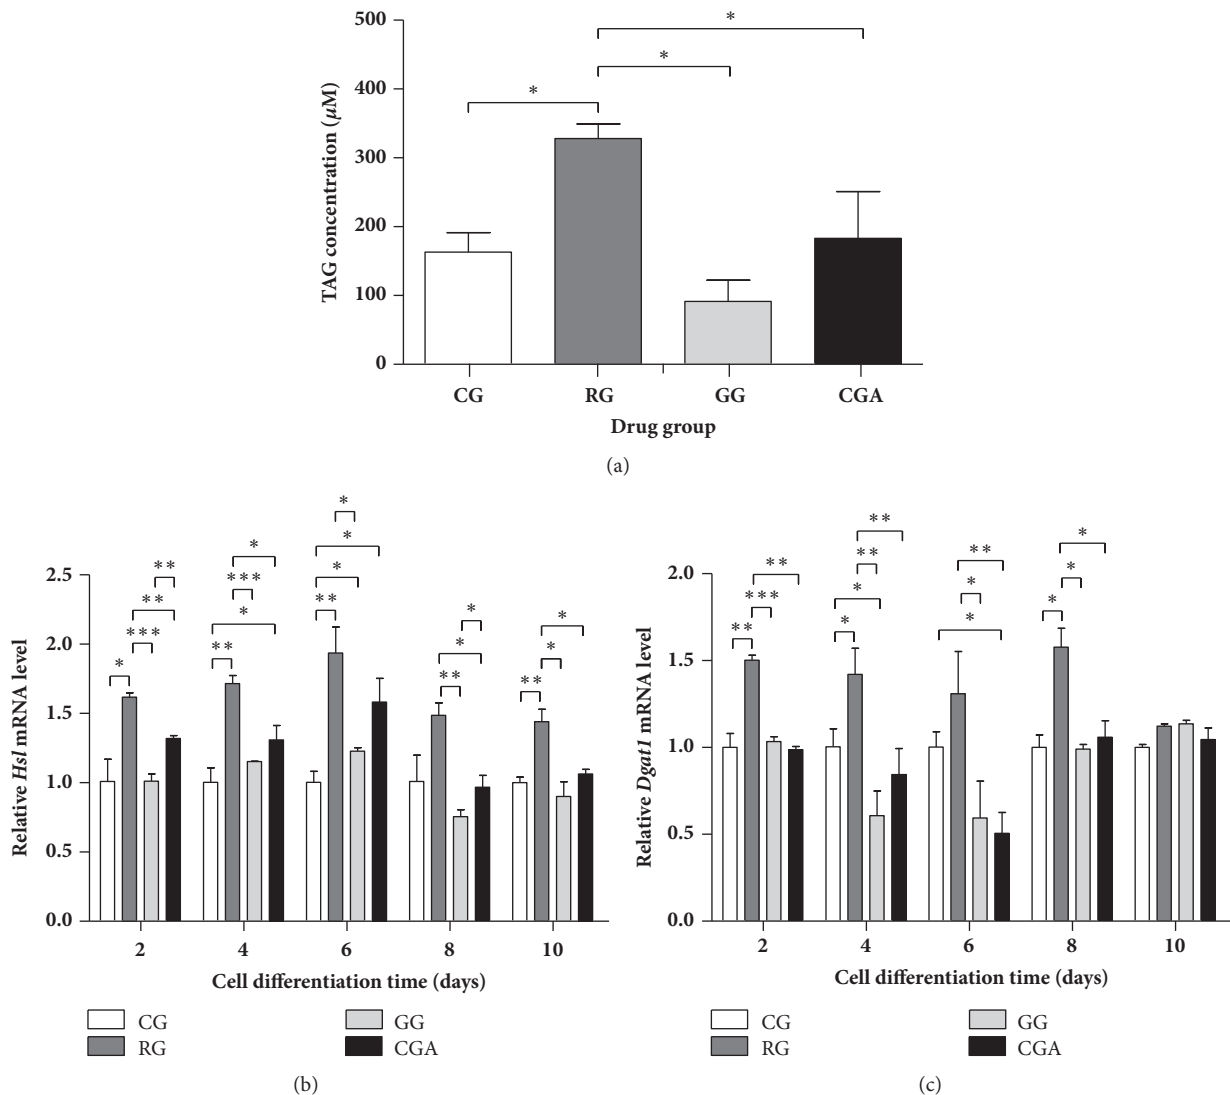 500
400
300
200
100
0
TAG concentration (μM)
*
*
*
CG RG GG CGA
Drug group
(a)
2.5
2.0
1.5
1.0
0.5
0.0
Relative Hsl mRNA level
* *** ** **
** * *** *
** * * *
** * *
** * *
2 4 6 8 10
Cell differentiation time (days)
CG GG
RG CGA
(b)
2.0
1.5
1.0
0.5
0.0
Relative Dgat1 mRNA level
** *** **
* * ** **
* * **
* * *
2 4 6 8 10
Cell differentiation time (days)
CG GG
RG CGA
(c)